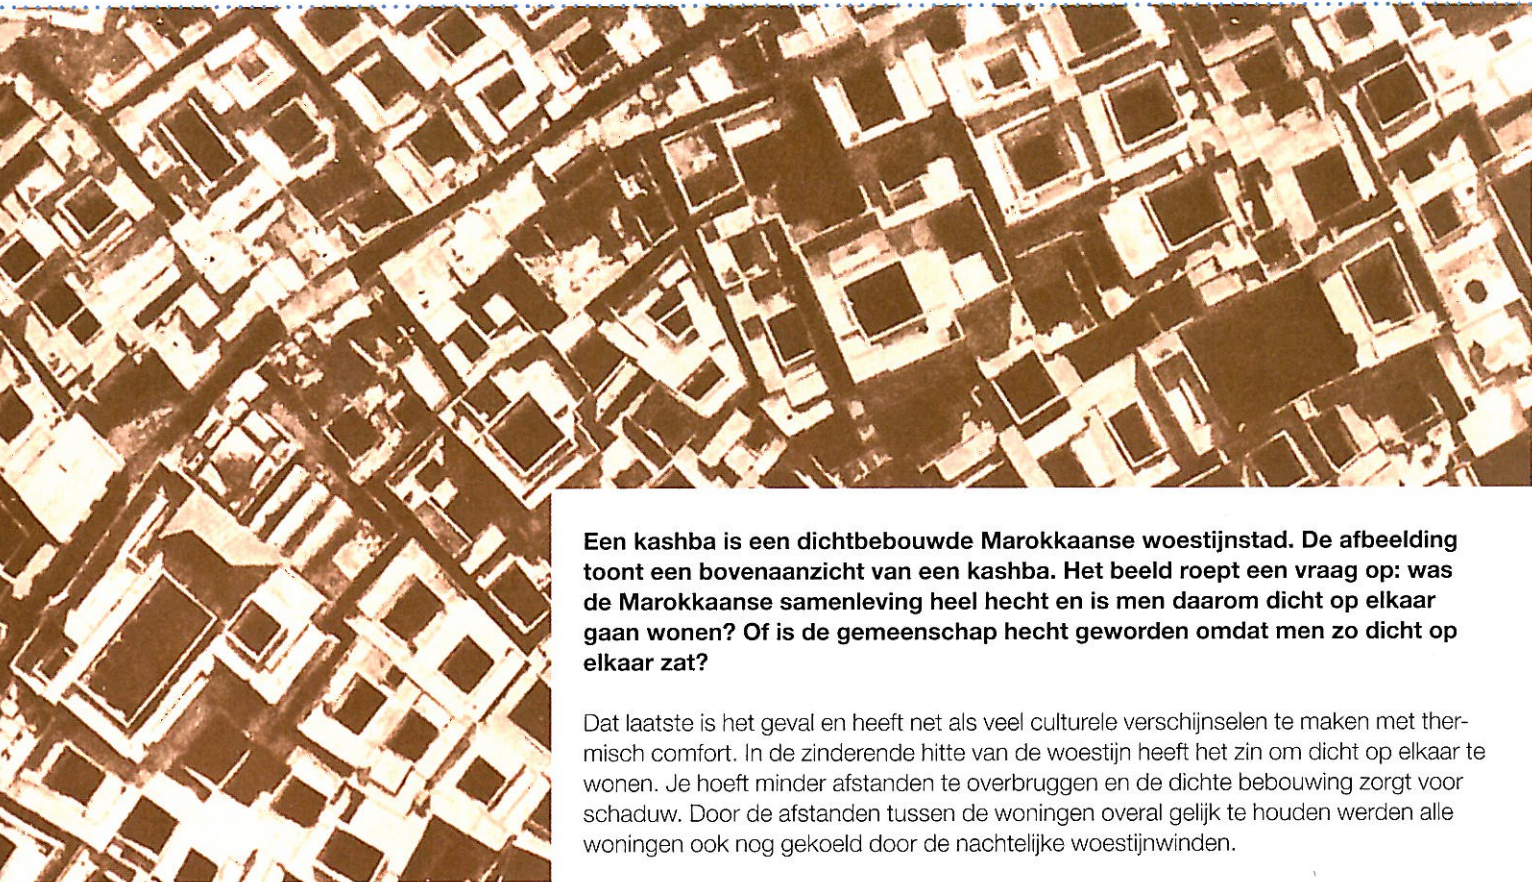 Een kashba is een dichtbebouwde Marokkaanse woestijnstad. De afbeelding
toont een bovenaanzicht van een kashba. Het beeld roept een vraag op: was
de Marokkaanse samenleving heel hecht en is men daarom dicht op elkaar
gaan wonen? Of is de gemeenschap hecht geworden omdat men zo dicht op
elkaar zat?
Dat laatste is het geval en heeft net als veel culturele verschijnselen te maken met ther-
misch comfort. In de zinderende hitte van de woestijn heeft het zin om dicht op elkaar te
wonen. Je hoeft minder afstanden te overbruggen en de dichte bebouwing zorgt voor
schaduw. Door de afstanden tussen de woningen overal gelijk te houden werden alle
woningen ook nog gekoeld door de nachtelijke woestijnwinden.